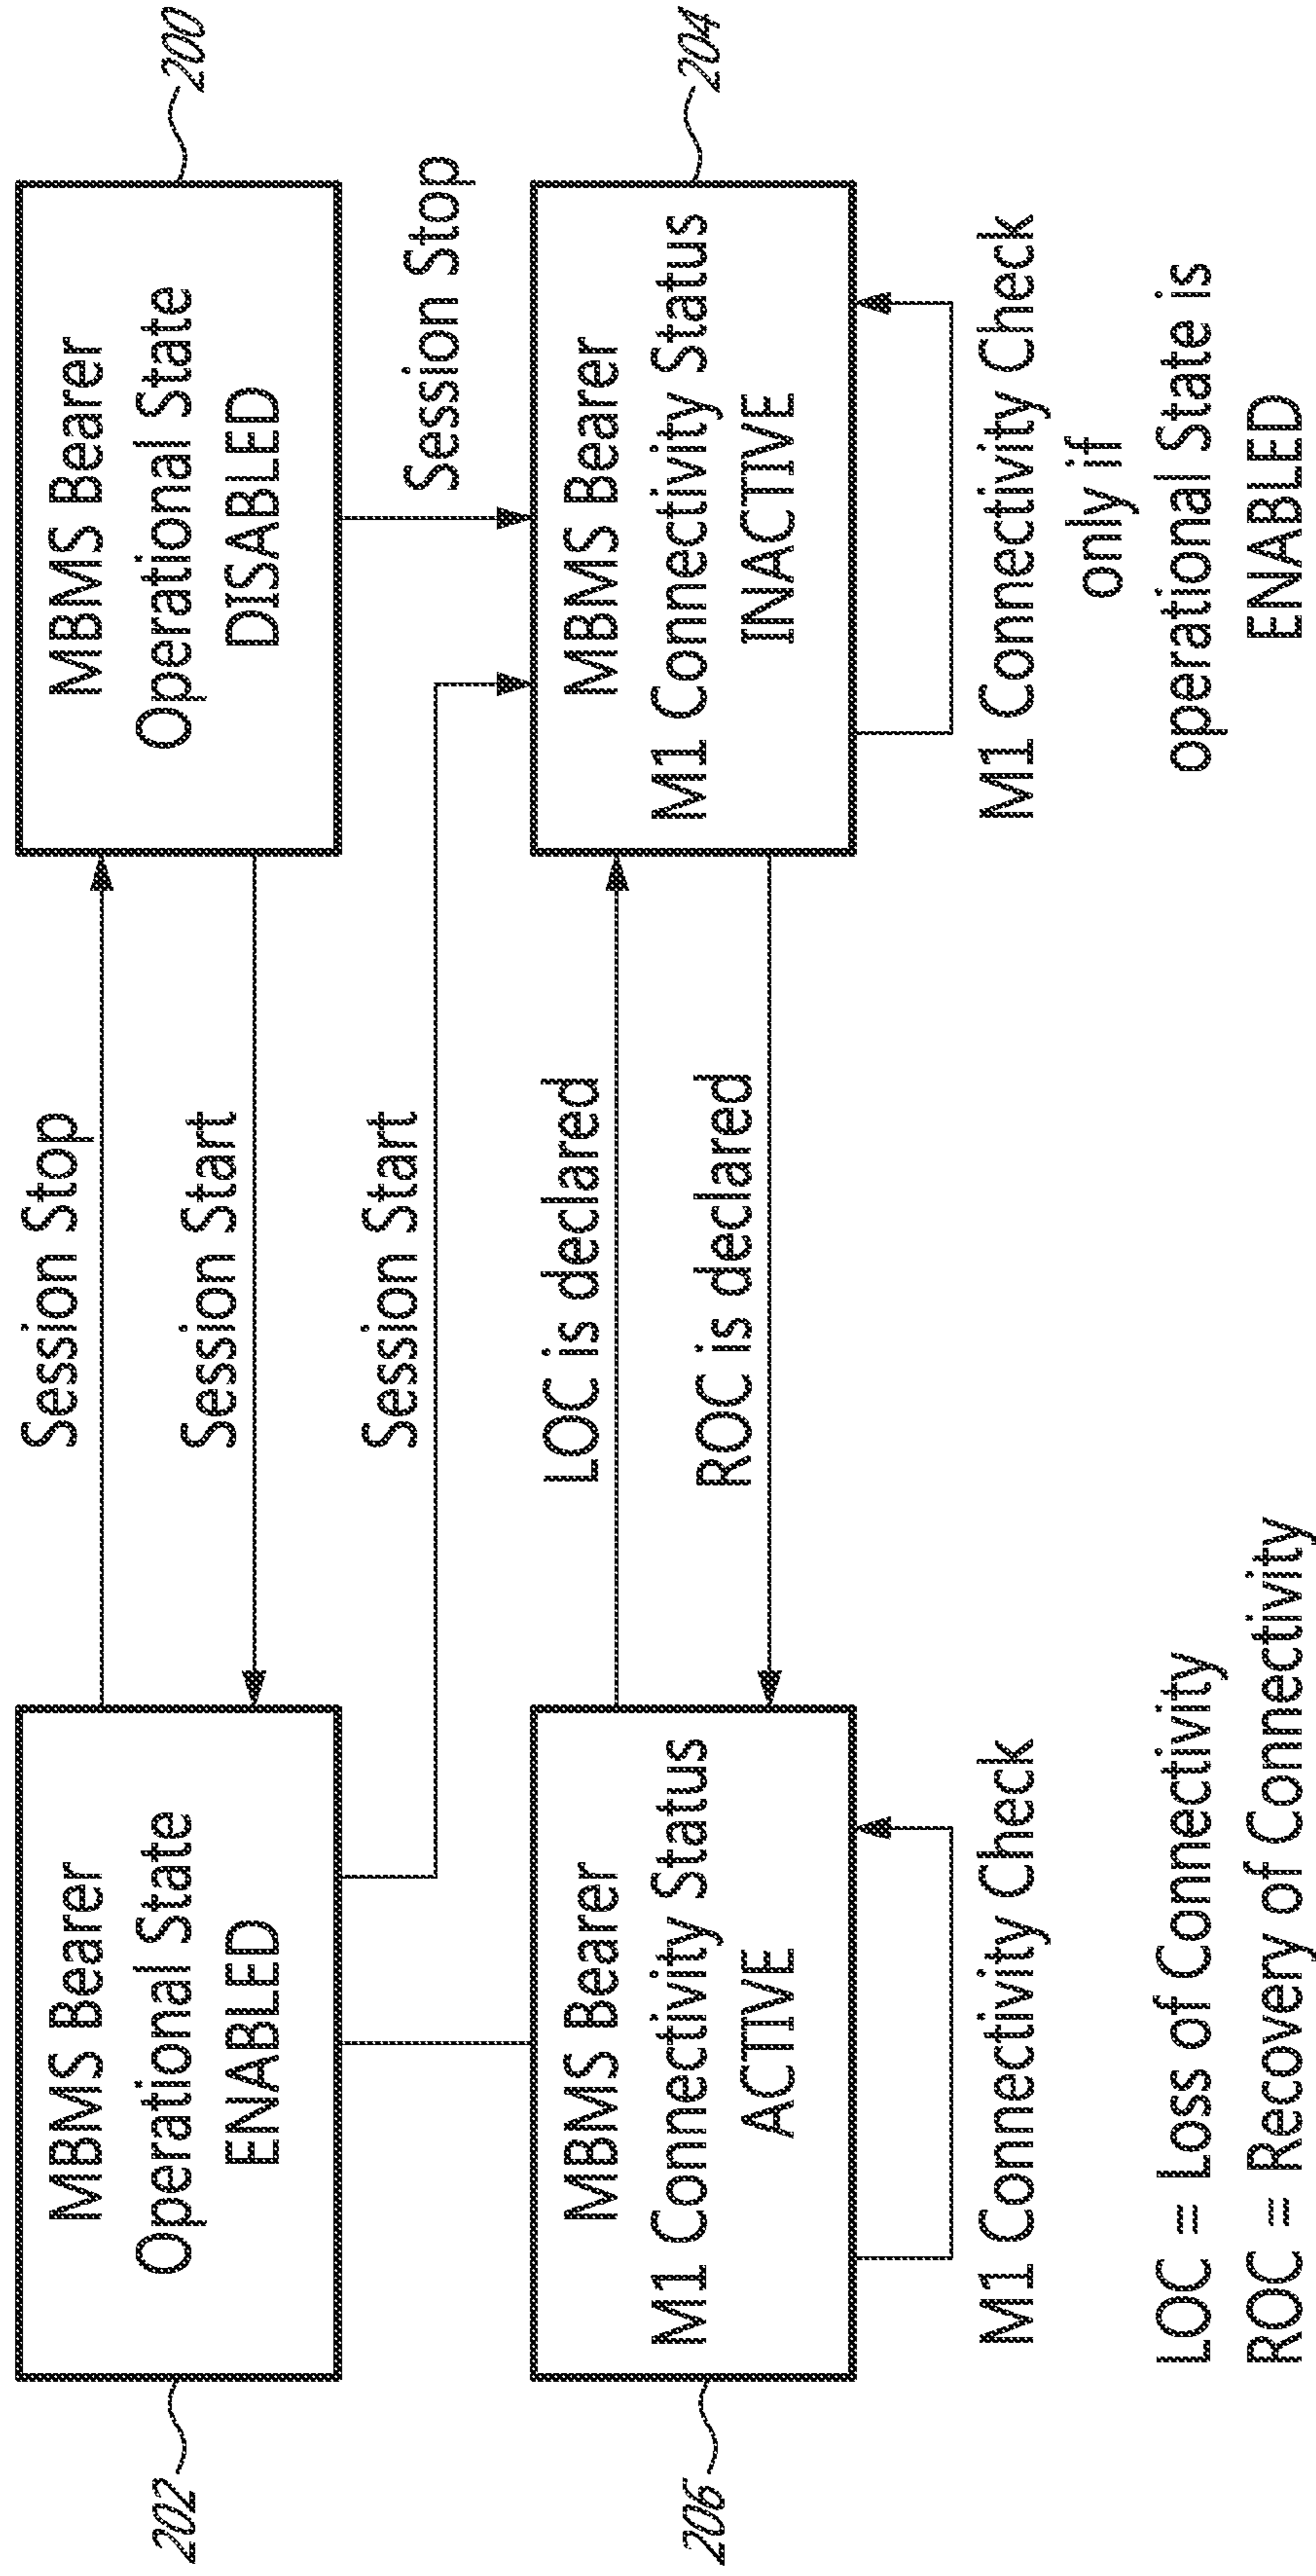 202
MBMS Bearer
Operational State
ENABLED
Session Stop
Session Start
MBMS Bearer
Operational State
DISABLED
200
Session Start
Session Stop
206
MBMS Bearer
M1 Connectivity Status
ACTIVE
LOC is declared
ROC is declared
MBMS Bearer
M1 Connectivity Status
INACTIVE
204
M1 Connectivity Check
M1 Connectivity Check
only if
operational State is
ENABLED
LOC = Loss of Connectivity
ROC = Recovery of Connectivity